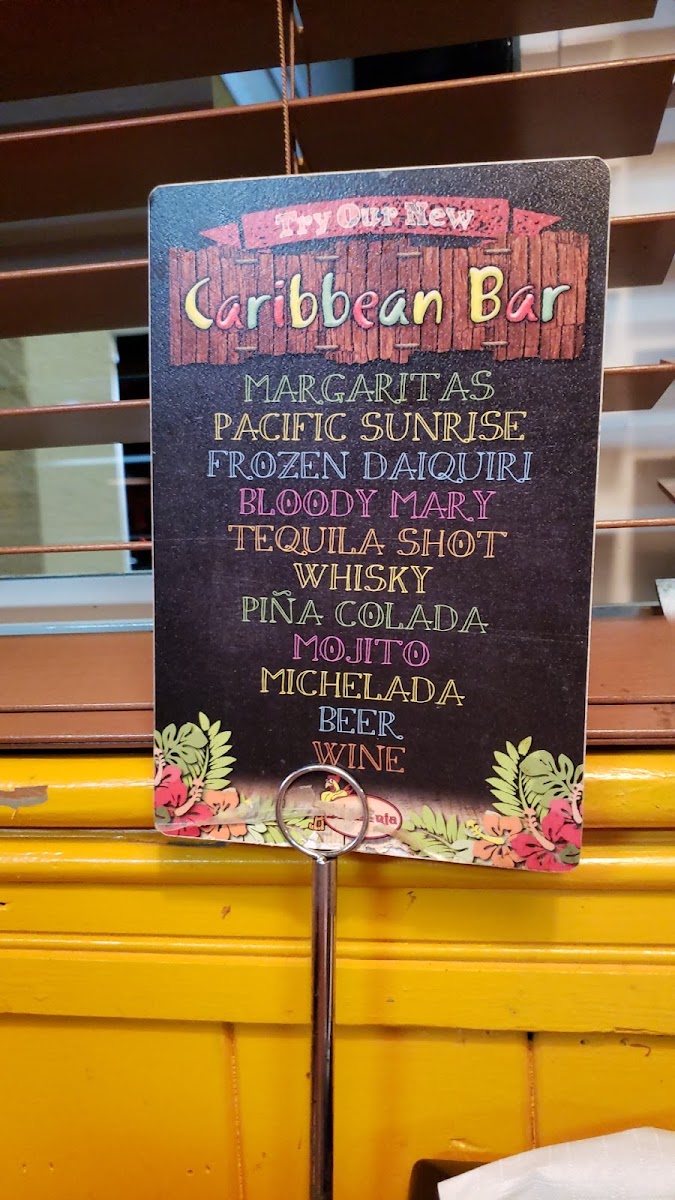 Try Our New
Caribbean Bar
MARGARITAS
PACIFIC SUNRISE
FROZEN DAIQUIRI
BLOODY MARY
TEQUILA SHOT
WHISKY
PIÑA COLADA
MOJITO
MICHELADA
BEER
WINE